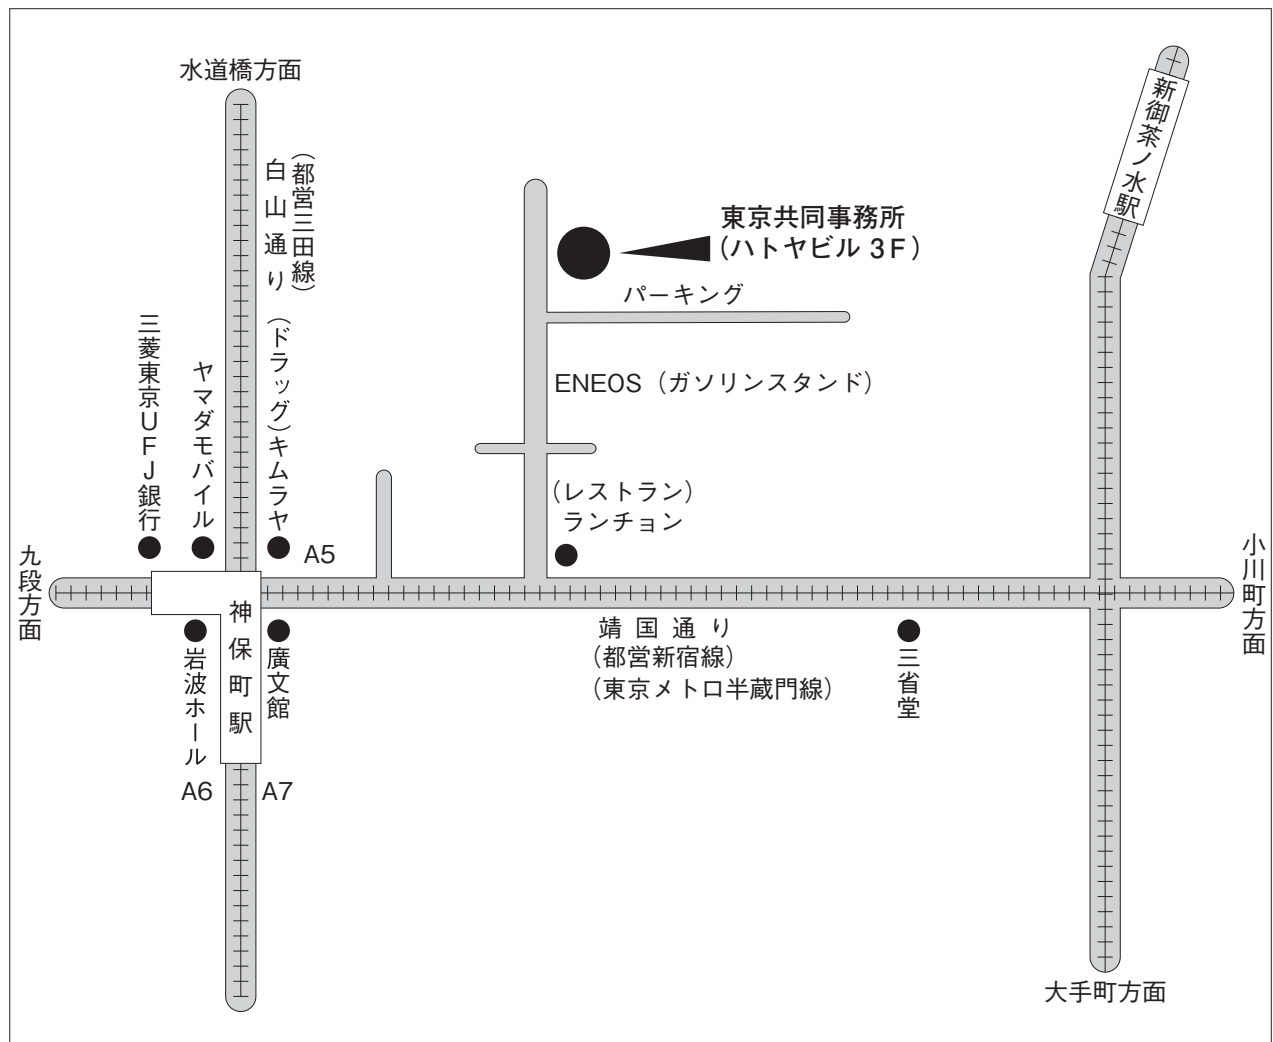 水道橋方面
白山通り
（都営三田線）
新御茶ノ水駅
東京共同事務所
（ハトヤビル 3F）
パーキング
ENEOS（ガソリンスタンド）
三菱東京UFJ銀行
ヤマダモバイル
（ドラッグ）キムラヤ
A5
（レストラン）
ランチョン
九段方面
小川町方面
神保町駅
岩波ホール
廣文館
靖国通り
（都営新宿線）
（東京メトロ半蔵門線）
三省堂
A6
A7
大手町方面